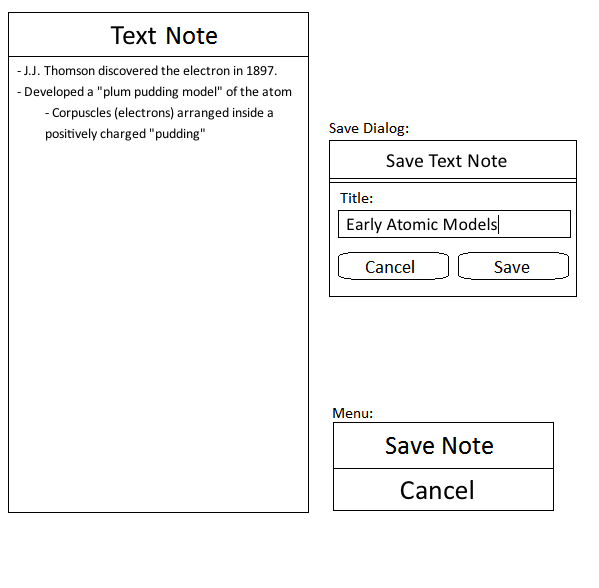 Text Note
- J.J. Thomson discovered the electron in 1897.
- Developed a "plum pudding model" of the atom
- Corpuscles (electrons) arranged inside a
positively charged "pudding"
Save Dialog:
Save Text Note
Title:
Early Atomic Models
Cancel
Save
Menu:
Save Note
Cancel